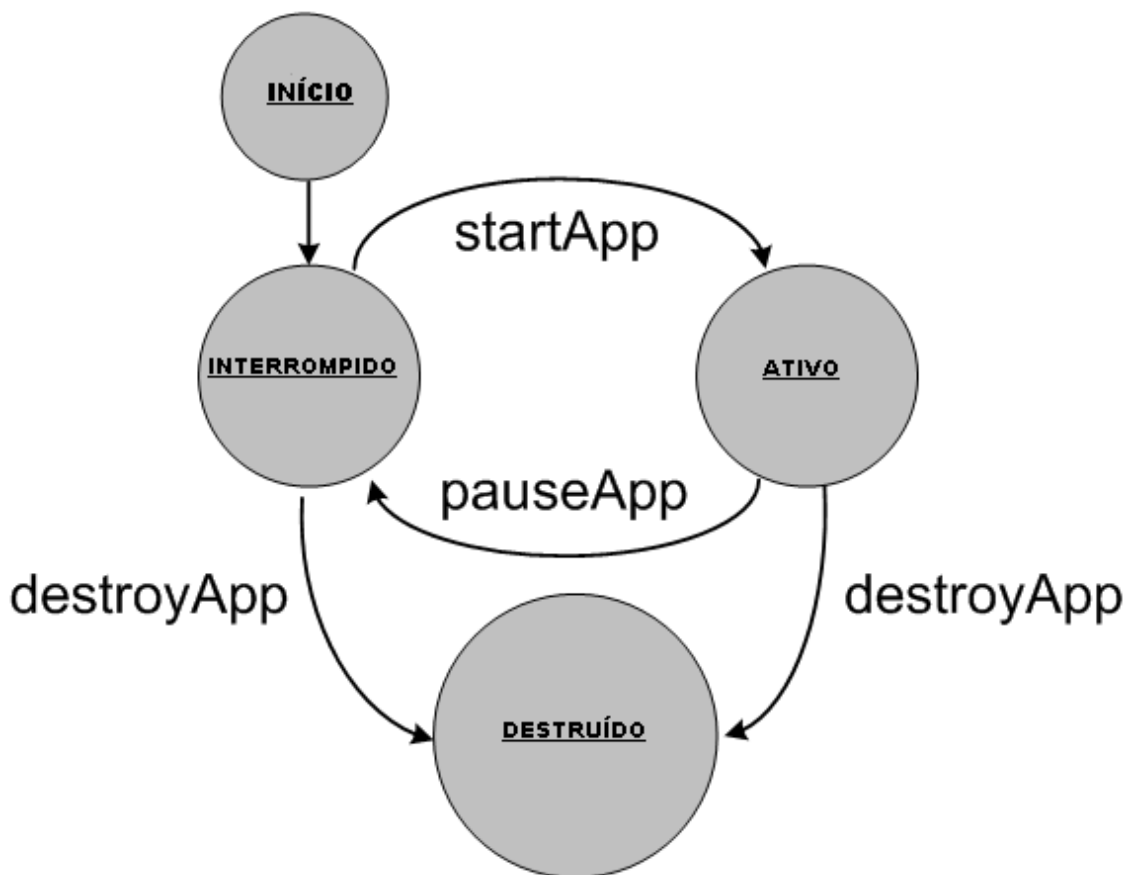 INÍCIO
startApp
INTERROMPIDO
ATIVO
pauseApp
destroyApp
destroyApp
DESTRUÍDO